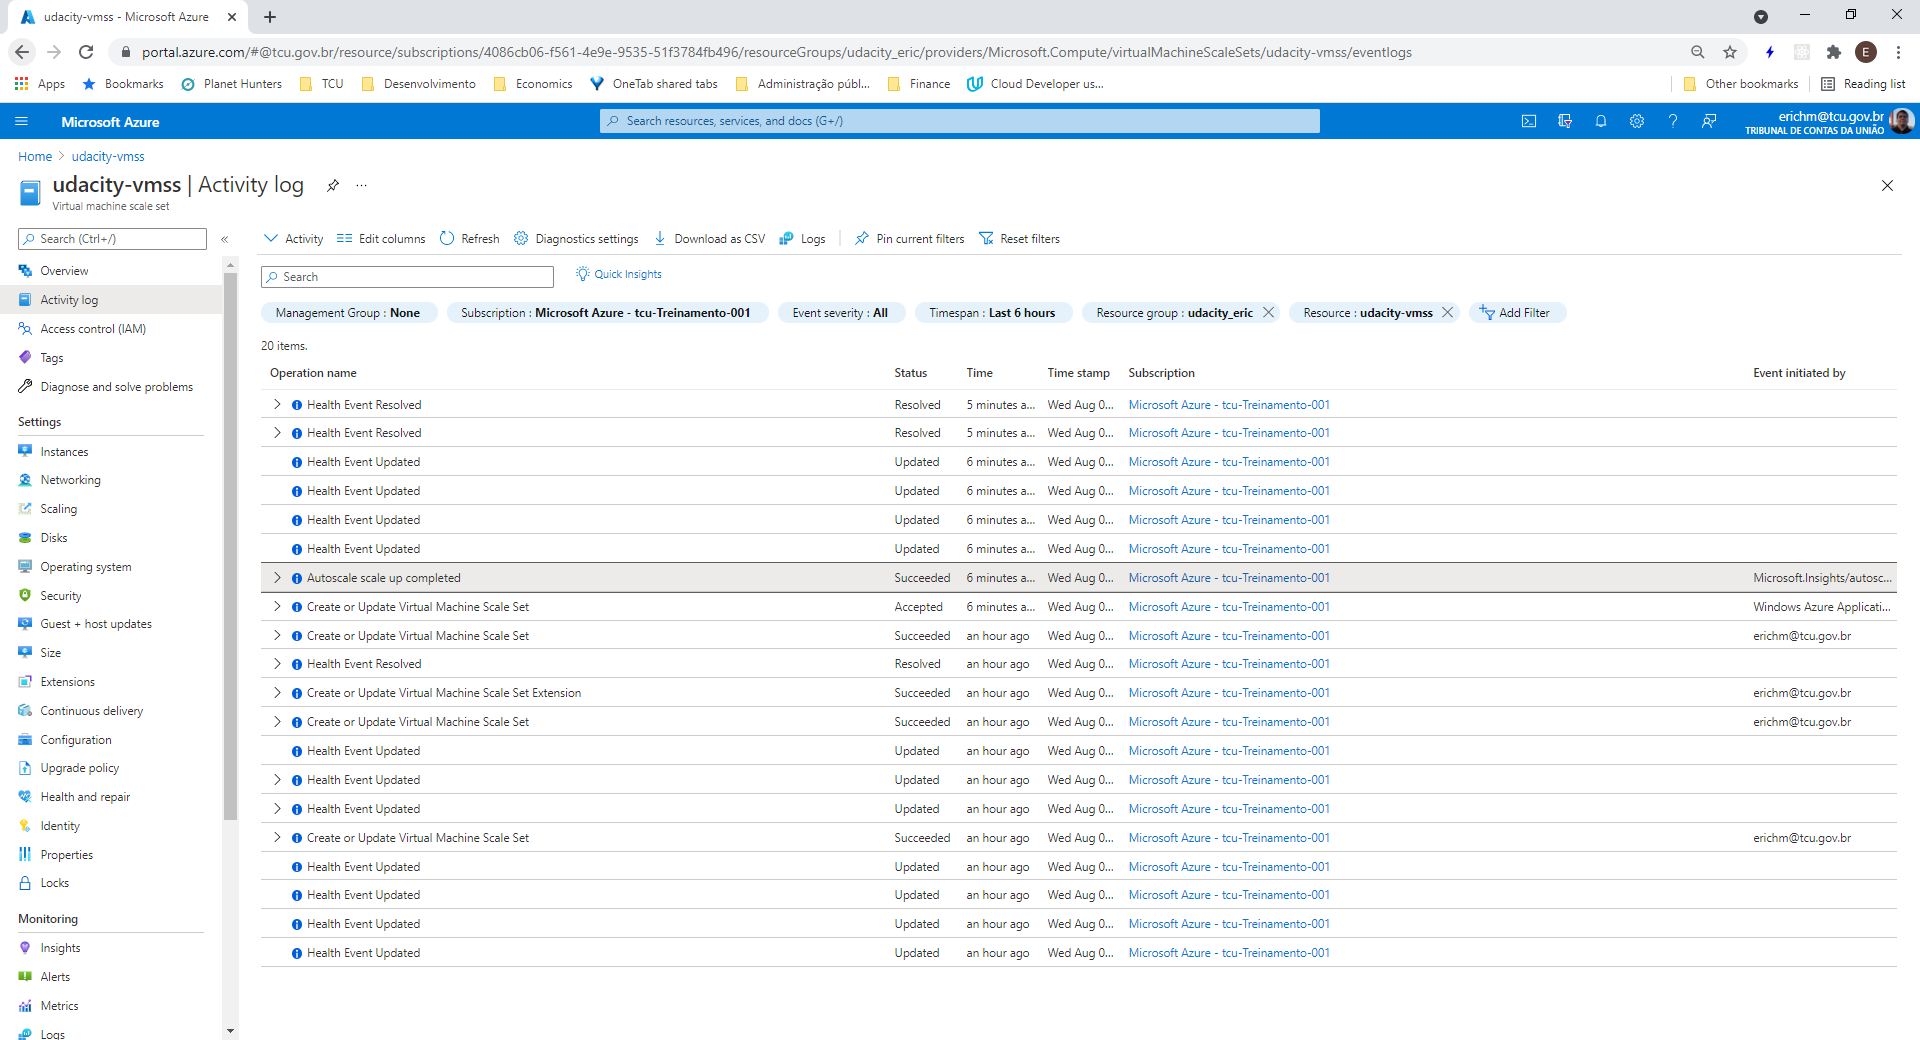 udacity-vmss - Microsoft Azure
portal.azure.com/#@tcu.gov.br/resource/subscriptions/4086cb06-f561-4e9e-9535-51f3784fb496/resourceGroups/udacity_eric/providers/Microsoft.Compute/virtualMachineScaleSets/udacity-vmss/eventlogs
E
Apps Bookmarks Planet Hunters TCU Desenvolvimento Economics OneTab shared tabs Administração públ... Finance Cloud Developer us... Other bookmarks Reading list
Microsoft Azure
Search resources, services, and docs (G+/)
erichm@tcu.gov.br
TRIBUNAL DE CONTAS DA UNIÃO
Home > udacity-vmss
udacity-vmss | Activity log
...
Virtual machine scale set
Search (Ctrl+/)
«
Overview
Activity log
Access control (IAM)
Tags
Diagnose and solve problems
Settings
Instances
Networking
Scaling
Disks
Operating system
Security
Guest + host updates
Size
Extensions
Continuous delivery
Configuration
Upgrade policy
Health and repair
Identity
Properties
Locks
Monitoring
Insights
Alerts
Metrics
Logs
Activity Edit columns Refresh Diagnostics settings Download as CSV Logs Pin current filters Reset filters
Search
Quick Insights
Management Group : None Subscription : Microsoft Azure - tcu-Treinamento-001 Event severity : All Timespan : Last 6 hours Resource group : udacity_eric Resource : udacity-vmss Add Filter
20 items.
Operation name Status Time Time stamp Subscription Event initiated by
Health Event Resolved Resolved 5 minutes a... Wed Aug 0... Microsoft Azure - tcu-Treinamento-001
Health Event Resolved Resolved 5 minutes a... Wed Aug 0... Microsoft Azure - tcu-Treinamento-001
Health Event Updated Updated 6 minutes a... Wed Aug 0... Microsoft Azure - tcu-Treinamento-001
Health Event Updated Updated 6 minutes a... Wed Aug 0... Microsoft Azure - tcu-Treinamento-001
Health Event Updated Updated 6 minutes a... Wed Aug 0... Microsoft Azure - tcu-Treinamento-001
Health Event Updated Updated 6 minutes a... Wed Aug 0... Microsoft Azure - tcu-Treinamento-001
Autoscale scale up completed Succeeded 6 minutes a... Wed Aug 0... Microsoft Azure - tcu-Treinamento-001 Microsoft.Insights/autosc...
Create or Update Virtual Machine Scale Set Accepted 6 minutes a... Wed Aug 0... Microsoft Azure - tcu-Treinamento-001 Windows Azure Applicati...
Create or Update Virtual Machine Scale Set Succeeded an hour ago Wed Aug 0... Microsoft Azure - tcu-Treinamento-001 erichm@tcu.gov.br
Health Event Resolved Resolved an hour ago Wed Aug 0... Microsoft Azure - tcu-Treinamento-001
Create or Update Virtual Machine Scale Set Extension Succeeded an hour ago Wed Aug 0... Microsoft Azure - tcu-Treinamento-001 erichm@tcu.gov.br
Create or Update Virtual Machine Scale Set Succeeded an hour ago Wed Aug 0... Microsoft Azure - tcu-Treinamento-001 erichm@tcu.gov.br
Health Event Updated Updated an hour ago Wed Aug 0... Microsoft Azure - tcu-Treinamento-001
Health Event Updated Updated an hour ago Wed Aug 0... Microsoft Azure - tcu-Treinamento-001
Health Event Updated Updated an hour ago Wed Aug 0... Microsoft Azure - tcu-Treinamento-001
Create or Update Virtual Machine Scale Set Succeeded an hour ago Wed Aug 0... Microsoft Azure - tcu-Treinamento-001 erichm@tcu.gov.br
Health Event Updated Updated an hour ago Wed Aug 0... Microsoft Azure - tcu-Treinamento-001
Health Event Updated Updated an hour ago Wed Aug 0... Microsoft Azure - tcu-Treinamento-001
Health Event Updated Updated an hour ago Wed Aug 0... Microsoft Azure - tcu-Treinamento-001
Health Event Updated Updated an hour ago Wed Aug 0... Microsoft Azure - tcu-Treinamento-001